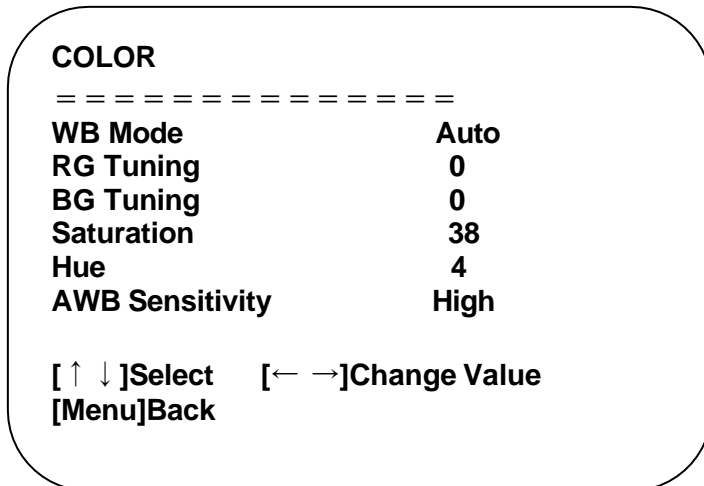 COLOR
==============
WB Mode Auto
RG Tuning 0
BG Tuning 0
Saturation 38
Hue 4
AWB Sensitivity High
[↑↓]Select [← →]Change Value
[Menu]Back